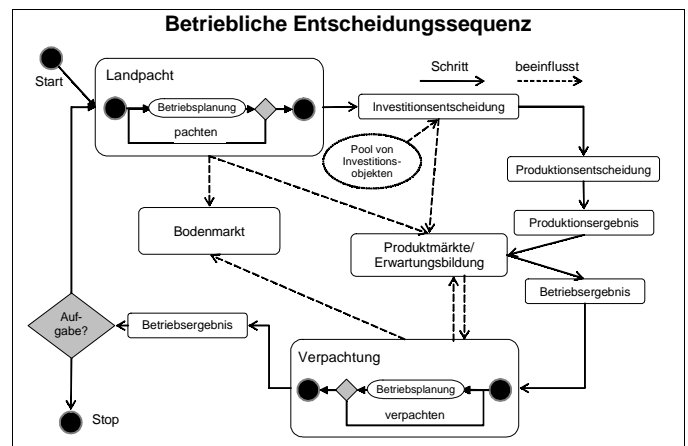 Betriebliche Entscheidungssequenz
Start
Landpacht
Betriebsplanung
pachten
Schritt
beeinflusst
Investitionsentscheidung
Pool von
Investitions-
objekten
Produktionsentscheidung
Produktionsergebnis
Bodenmarkt
Produktmärkte/
Erwartungsbildung
Betriebsergebnis
Auf-
gabe?
Betriebsergebnis
Verpachtung
Betriebsplanung
verpachten
Stop